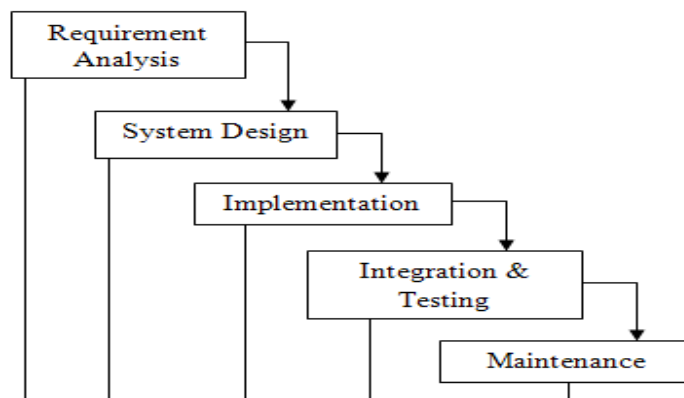 Requirement
Analysis
System Design
Implementation
Integration &
Testing
Maintenance